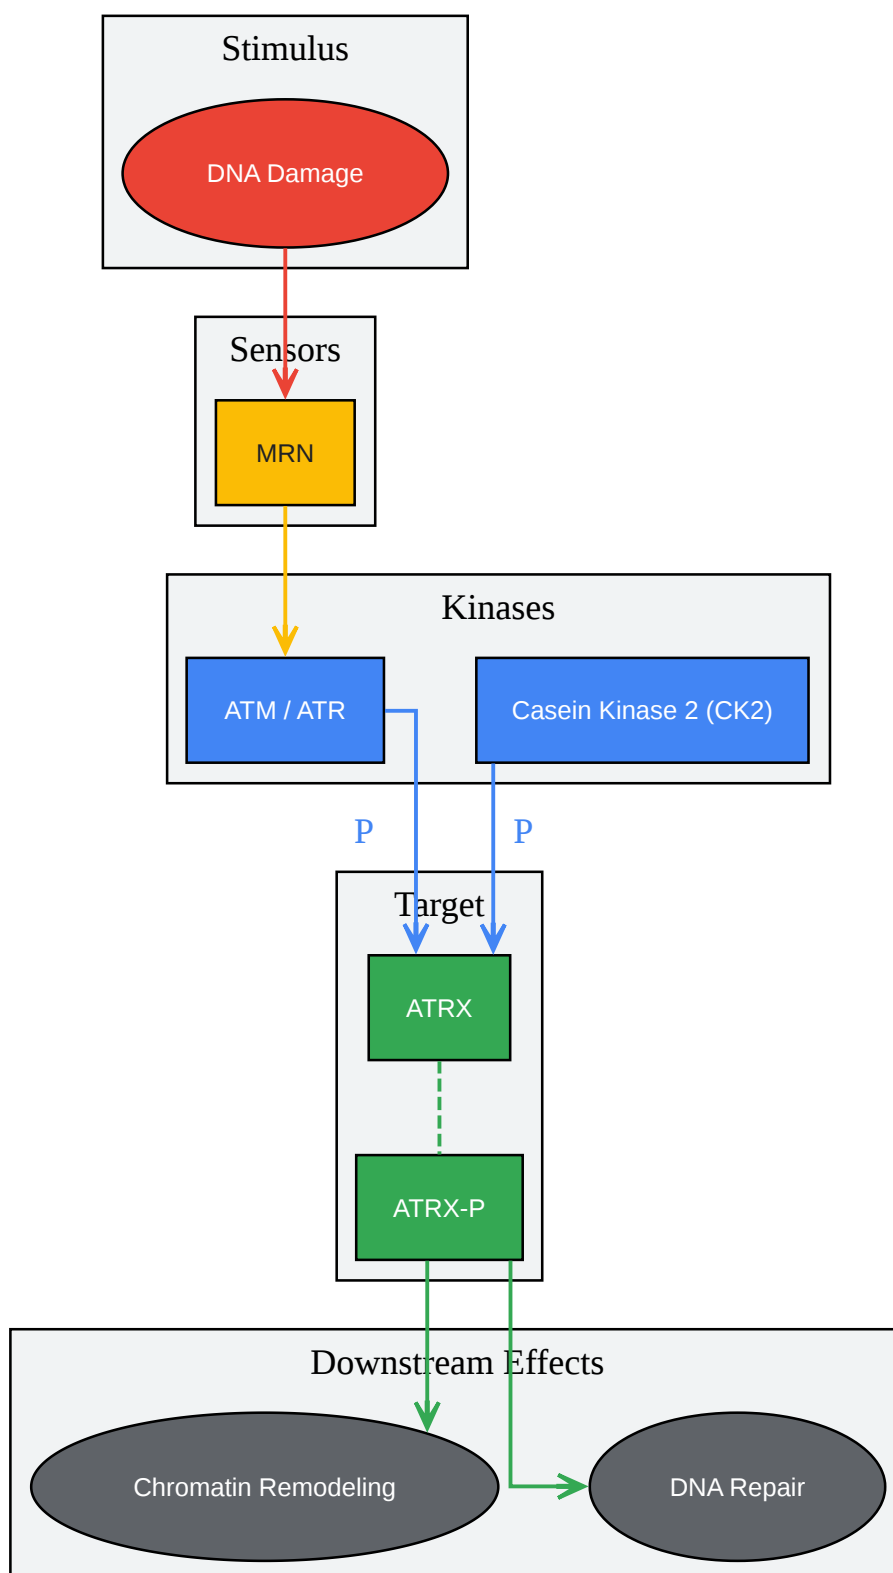 Stimulus
DNA Damage
Sensors
MRN
Kinases
ATM / ATR
Casein Kinase 2 (CK2)
P
P
Target
ATRX
ATRX-P
Downstream Effects
Chromatin Remodeling
DNA Repair